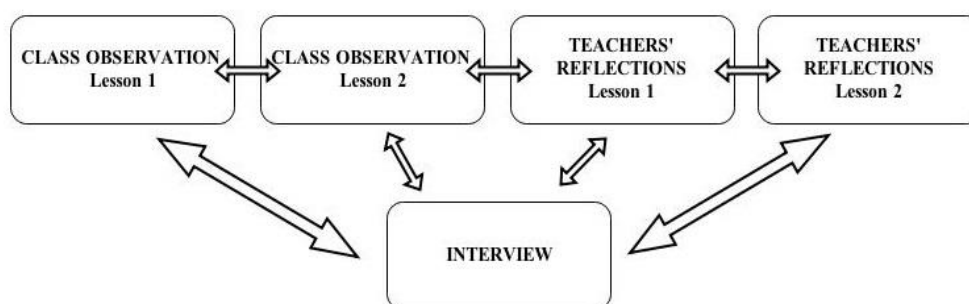 CLASS OBSERVATION
Lesson 1
CLASS OBSERVATION
Lesson 2
TEACHERS'
REFLECTIONS
Lesson 1
TEACHERS'
REFLECTIONS
Lesson 2
INTERVIEW